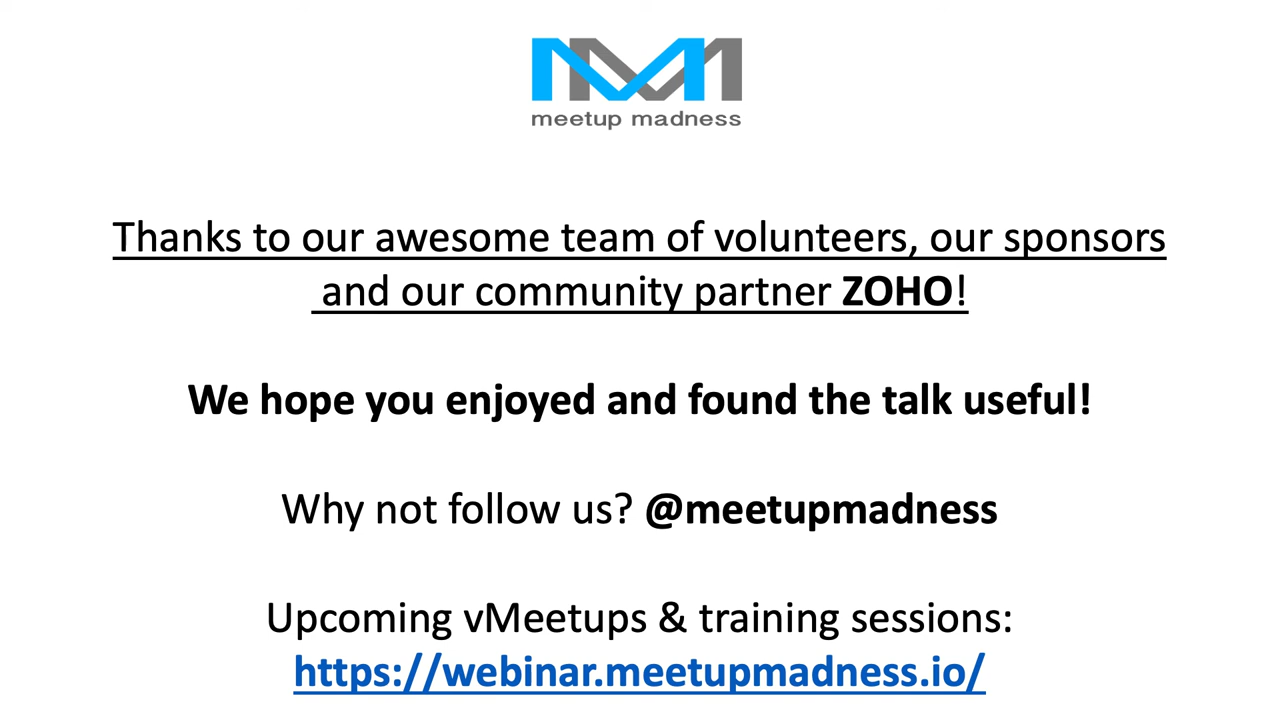 meetup madness
Thanks to our awesome team of volunteers, our sponsors
and our community partner ZOHO!
We hope you enjoyed and found the talk useful!
Why not follow us? @meetupmadness
Upcoming vMeetups & training sessions:
https://webinar.meetupmadness.io/